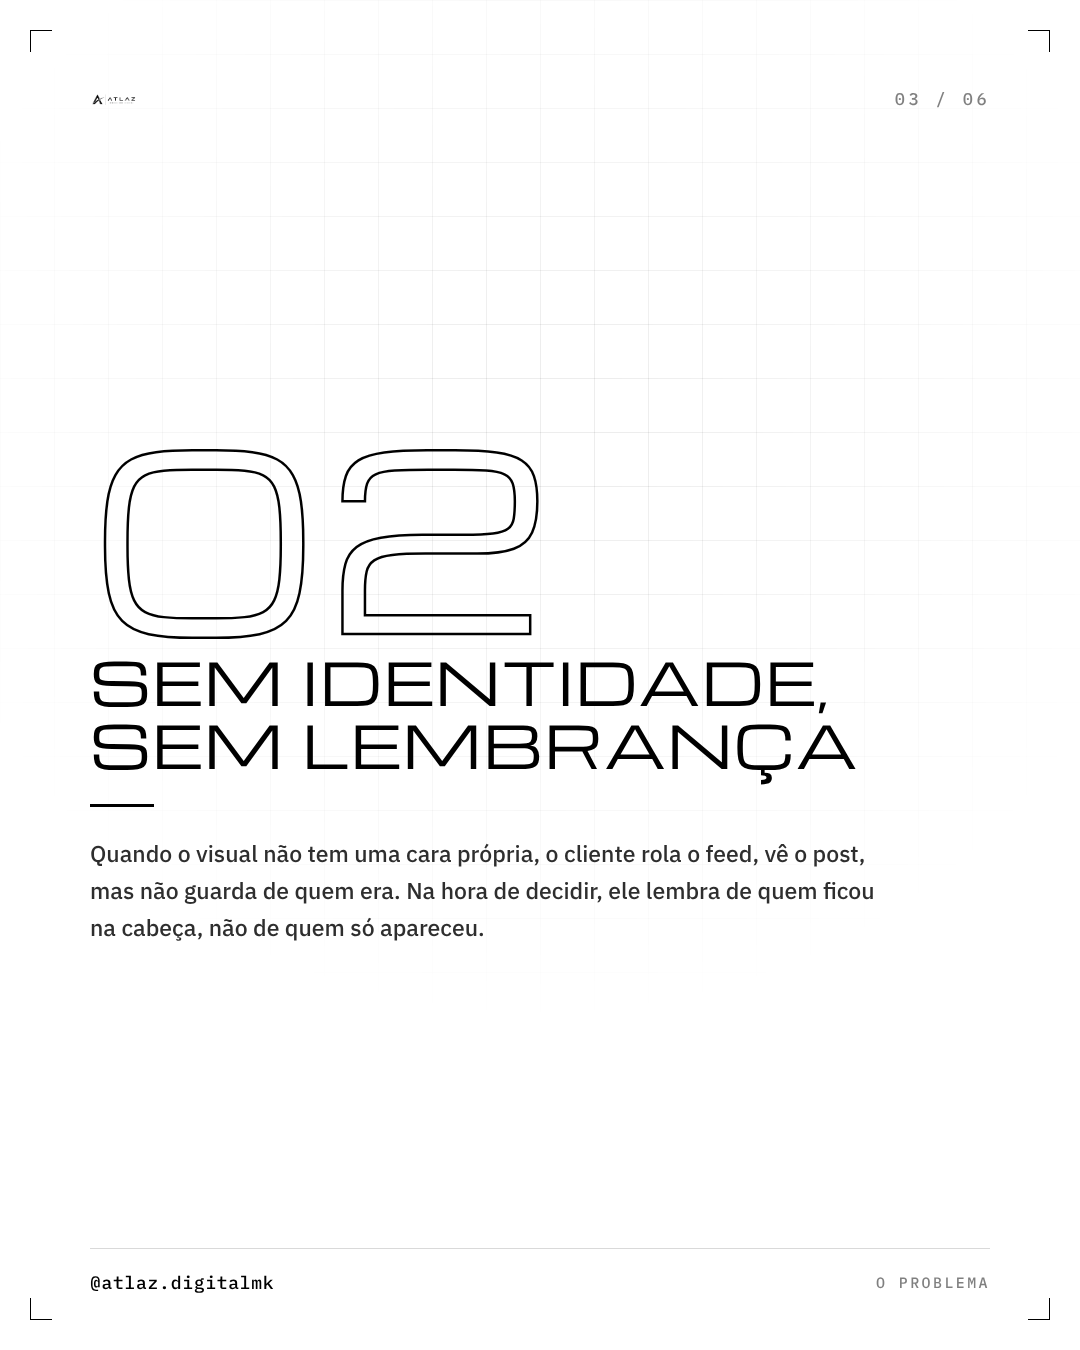 ATLAZ
03 / 06
02
SEM IDENTIDADE,
SEM LEMBRANÇA
Quando o visual não tem uma cara própria, o cliente rola o feed, vê o post,
mas não guarda de quem era. Na hora de decidir, ele lembra de quem ficou
na cabeça, não de quem só apareceu.
@atlaz.digitalmk
O PROBLEMA